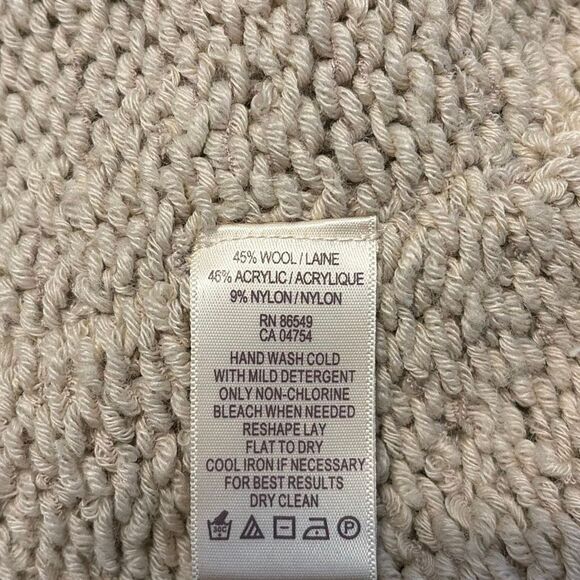 45% WOOL / LAINE
46% ACRYLIC / ACRYLIQUE
9% NYLON / NYLON
RN 86549
CA 04754
HAND WASH COLD
WITH MILD DETERGENT
ONLY NON-CHLORINE
BLEACH WHEN NEEDED
RESHAPE LAY
FLAT TO DRY
COOL IRON IF NECESSARY
FOR BEST RESULTS
DRY CLEAN
30C
P